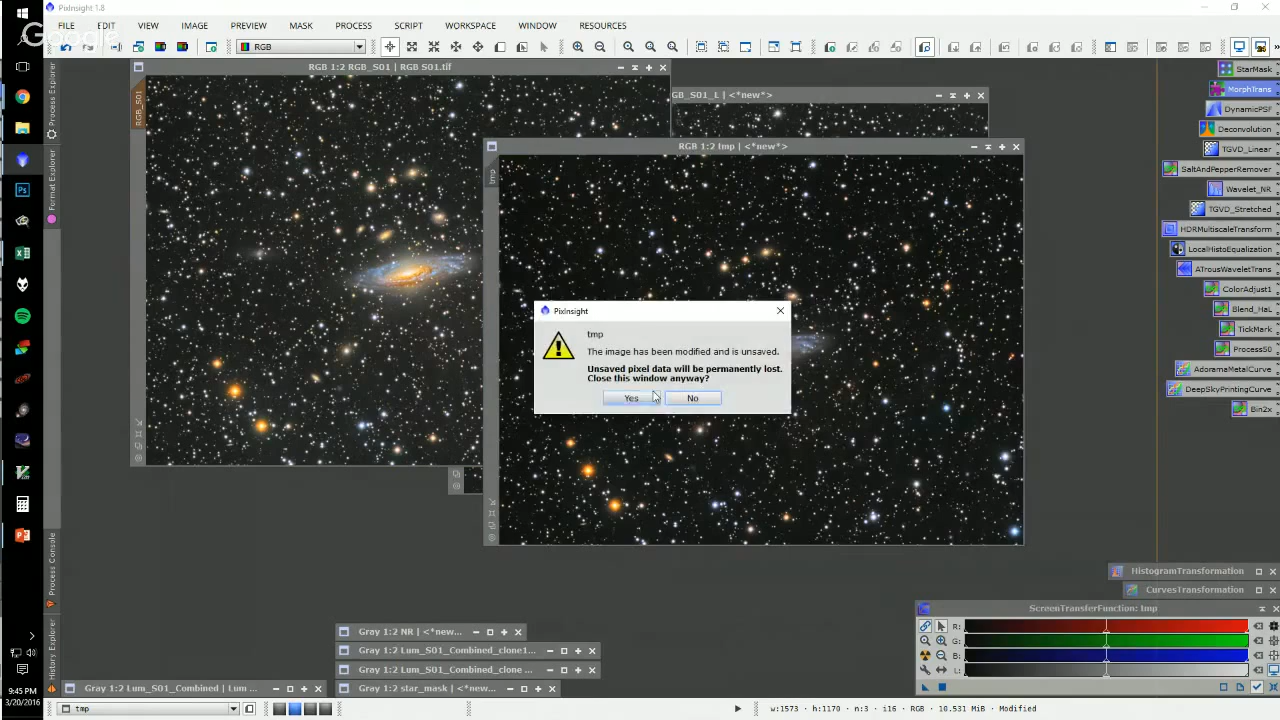 PixInsight 1.8
FILE EDIT VIEW IMAGE PREVIEW MASK PROCESS SCRIPT WORKSPACE WINDOW RESOURCES
Google
RGB
Process Explorer
Format Explorer
Process Console
History Explorer
RGB 1:2 RGB_S01 | RGB S01.tif
RGB_S01
GB_S01_L | <*new*>
RGB 1:2 tmp | <*new*>
tmp
PixInsight
tmp
The image has been modified and is unsaved.
Unsaved pixel data will be permanently lost.
Close this window anyway?
Yes
No
StarMask
MorphTrans
DynamicPSF
Deconvolution
TGVD_Linear
SaltAndPepperRemover
Wavelet_NR
TGVD_Stretched
HDRMultiscaleTransform
LocalHistoEqualization
ATrousWaveletTrans
ColorAdjust1
Blend_HaL
TickMark
Process50
AdoramaMetalCurve
DeepSkyPrintingCurve
Bin2x
HistogramTransformation
CurvesTransformation
ScreenTransferFunction: tmp
R:
G:
B:
L:
Gray 1:2 NR | <*new...
Gray 1:2 Lum_S01_Combined_clone1...
Gray 1:2 Lum_S01_Combined_clone ...
Gray 1:2 Lum_S01_Combined | Lum ...
Gray 1:2 star_mask | <*new*...
9:45 PM
3/20/2016
tmp
w:1573 · h:1170 · n:3 · i16 · RGB · 10.531 MiB · Modified